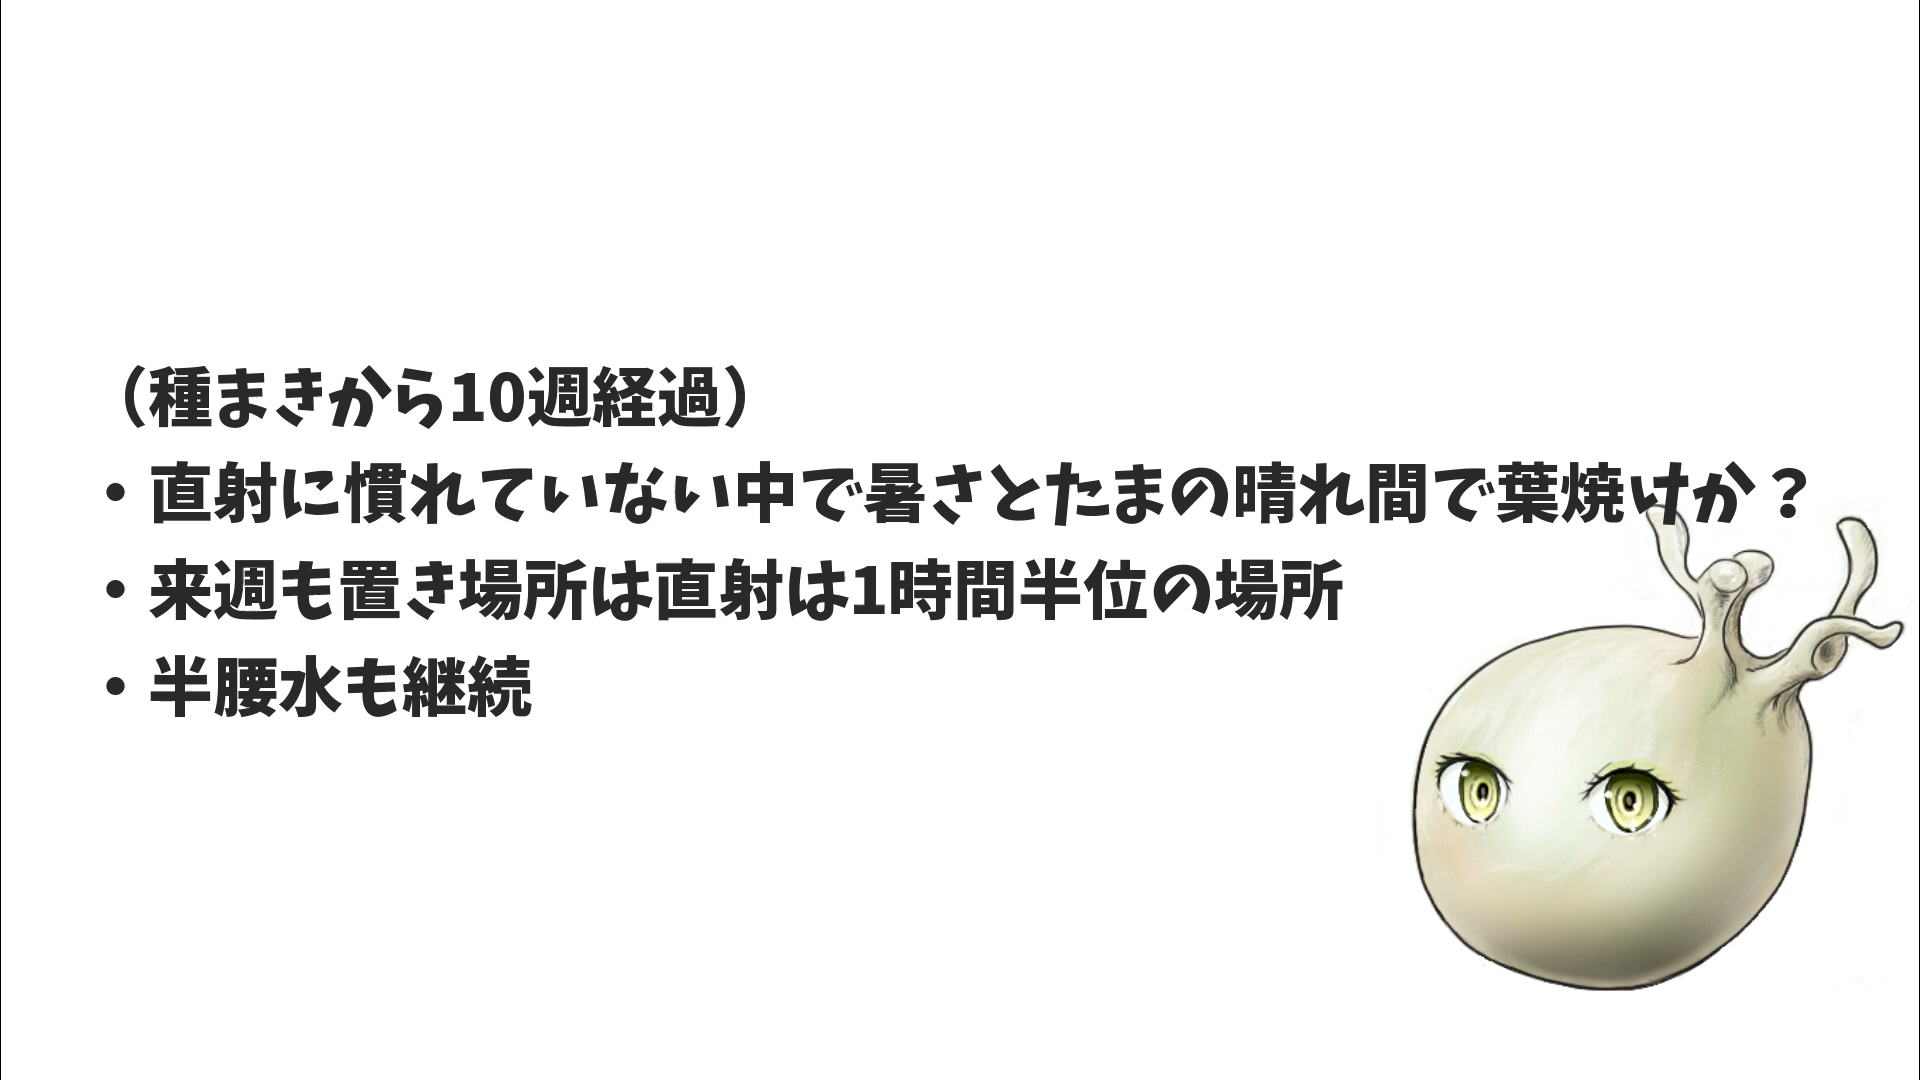 （種まきから10週経過）
・直射に慣れていない中で暑さとたまの晴れ間で葉焼けか？
・来週も置き場所は直射は1時間半位の場所
・半腰水も継続